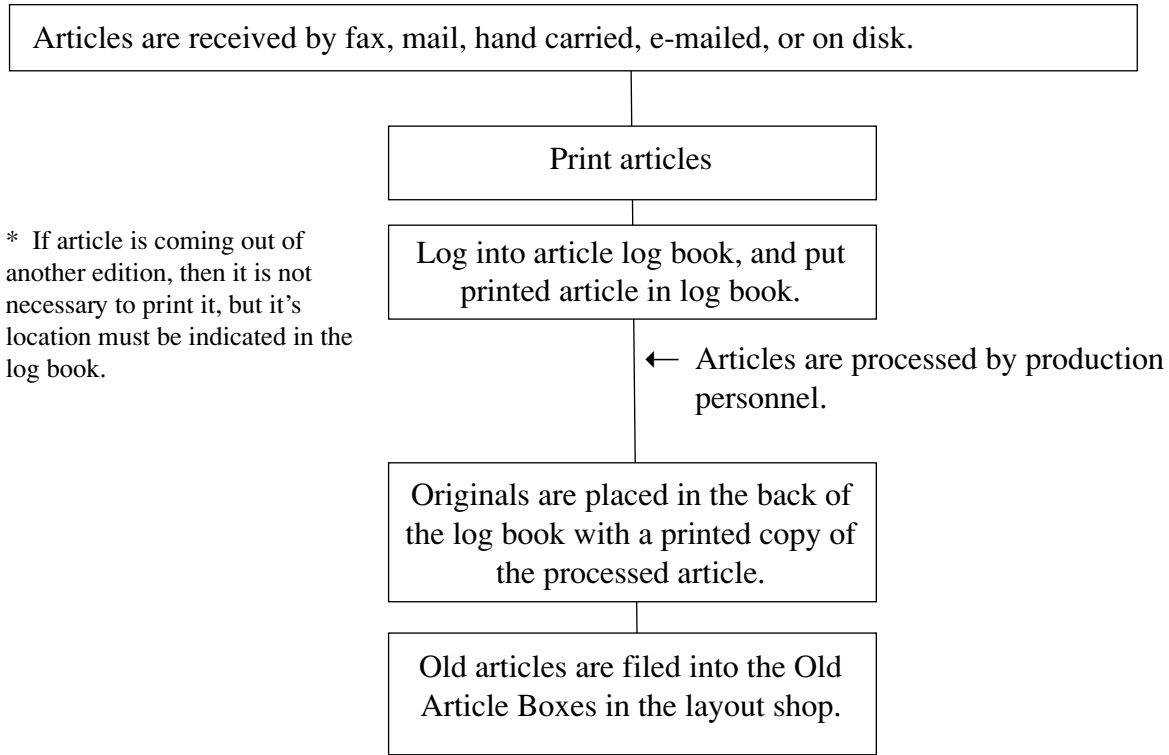 Articles are received by fax, mail, hand carried, e-mailed, or on disk.
Print articles
* If article is coming out of
another edition, then it is not
necessary to print it, but it’s
location must be indicated in the
log book.
Log into article log book, and put
printed article in log book.
← Articles are processed by production
personnel.
Originals are placed in the back of
the log book with a printed copy of
the processed article.
Old articles are filed into the Old
Article Boxes in the layout shop.